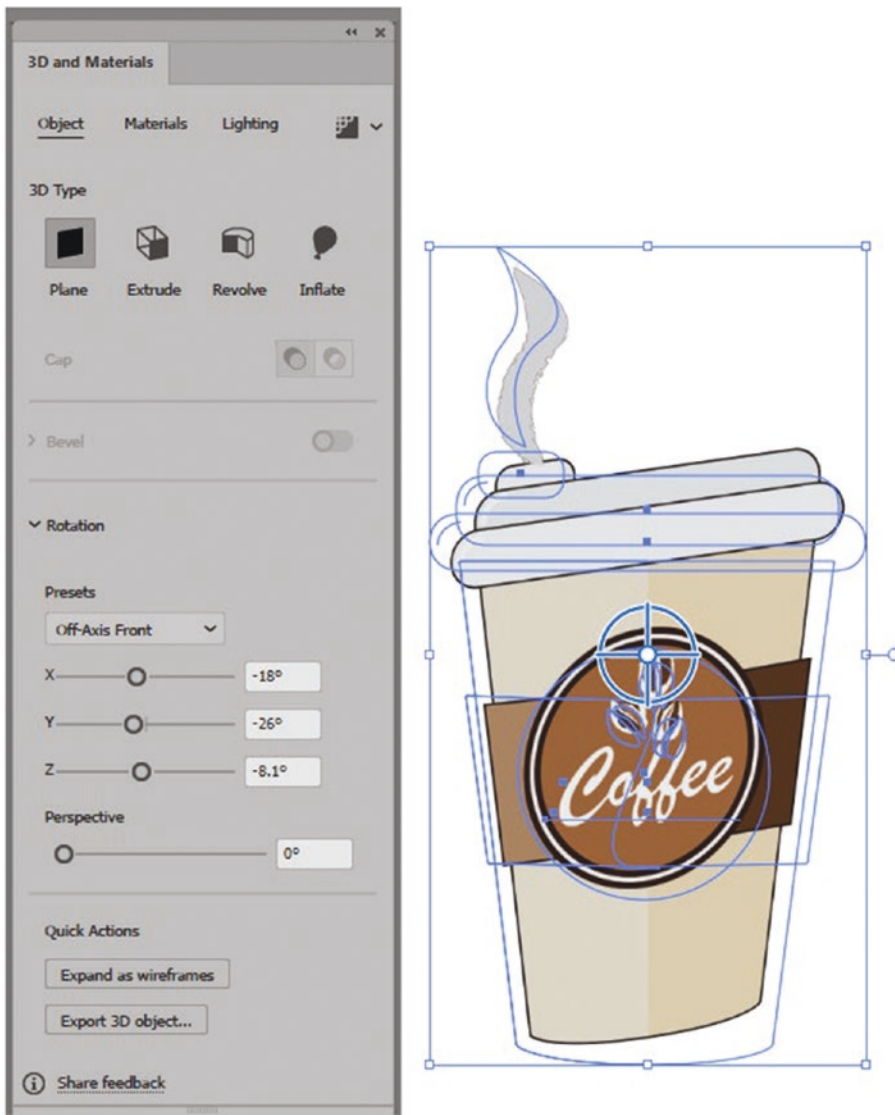 3D and Materials
Object Materials Lighting
3D Type
Plane Extrude Revolve Inflate
Cap
Bevel
Rotation
Presets
Off-Axis Front
X -18°
Y -26°
Z -8.1°
Perspective
0°
Quick Actions
Expand as wireframes
Export 3D object...
Share feedback
Coffee